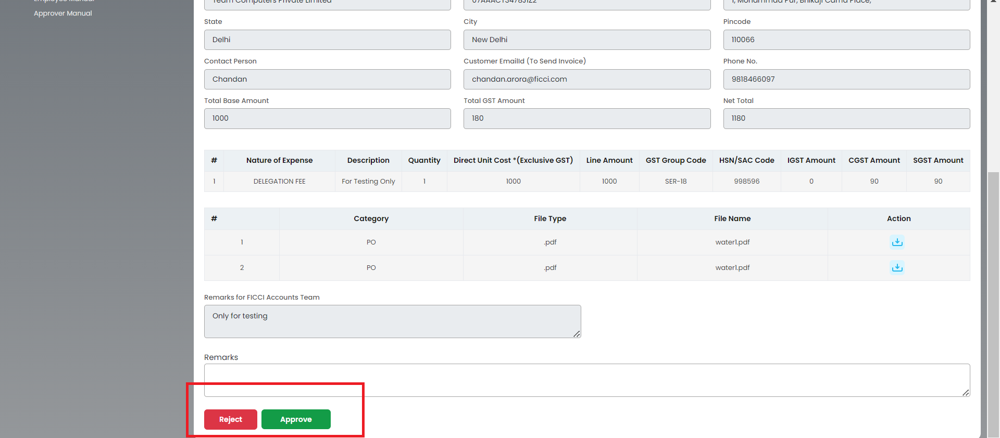 Employee Manual
Approver Manual
Team Computers Private Limited
07AAACT3478J1Z2
1, Mohammad Pur, Bhikaji Cama Place,
State
City
Pincode
Delhi
New Delhi
110066
Contact Person
Customer EmailId (To Send Invoice)
Phone No.
Chandan
chandan.arora@ficci.com
9818466097
Total Base Amount
Total GST Amount
Net Total
1000
180
1180
# Nature of Expense Description Quantity Direct Unit Cost *(Exclusive GST) Line Amount GST Group Code HSN/SAC Code IGST Amount CGST Amount SGST Amount
1 DELEGATION FEE For Testing Only 1 1000 1000 SER-18 998596 0 90 90
# Category File Type File Name Action
1 PO .pdf water1.pdf
2 PO .pdf water1.pdf
Remarks for FICCI Accounts Team
Only for testing
Remarks
Reject Approve